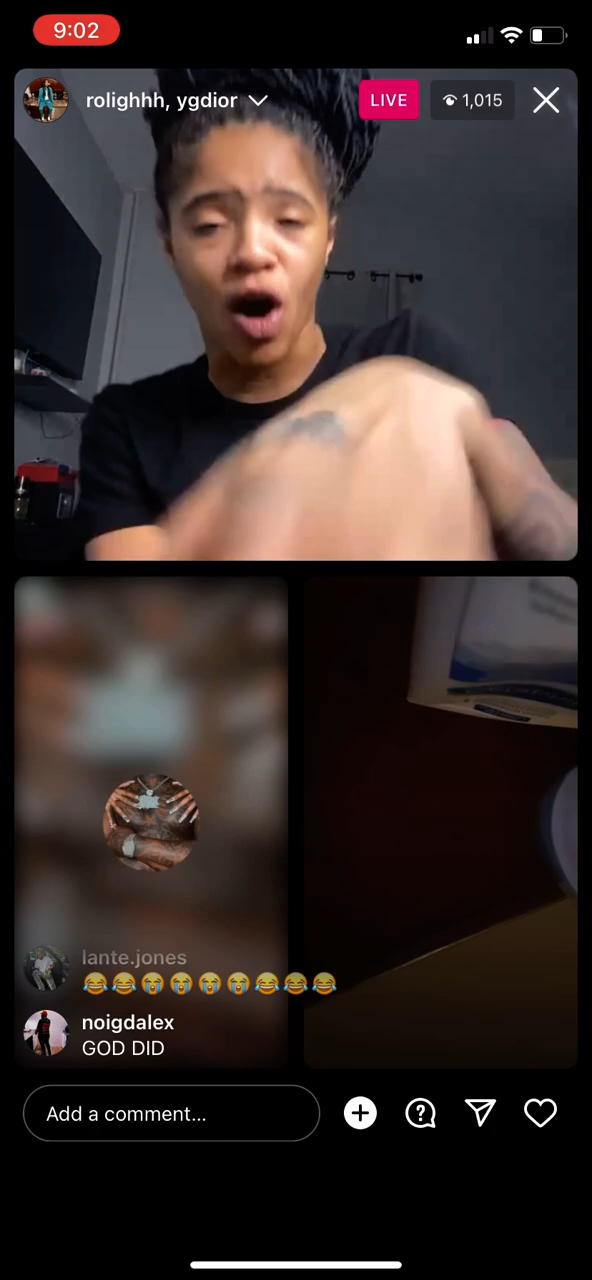 9:02
rolighhh, ygdior
LIVE
1,015
lante.jones
😂😂😭😭😭😭😂😂😂
noigdalex
GOD DID
Add a comment...